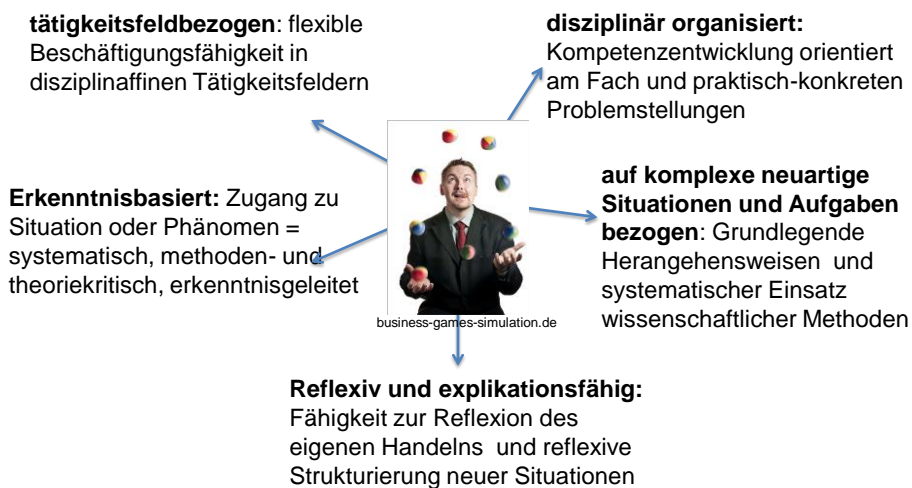 tätigkeitsfeldbezogen: flexible
Beschäftigungsfähigkeit in
disziplinaffinen Tätigkeitsfeldern
disziplinär organisiert:
Kompetenzentwicklung orientiert
am Fach und praktisch-konkreten
Problemstellungen
Erkenntnisbasiert: Zugang zu
Situation oder Phänomen =
systematisch, methoden- und
theoriekritisch, erkenntnisgeleitet
auf komplexe neuartige
Situationen und Aufgaben
bezogen: Grundlegende
Herangehensweisen und
systematischer Einsatz
wissenschaftlicher Methoden
business-games-simulation.de
Reflexiv und explikationsfähig:
Fähigkeit zur Reflexion des
eigenen Handelns und reflexive
Strukturierung neuer Situationen